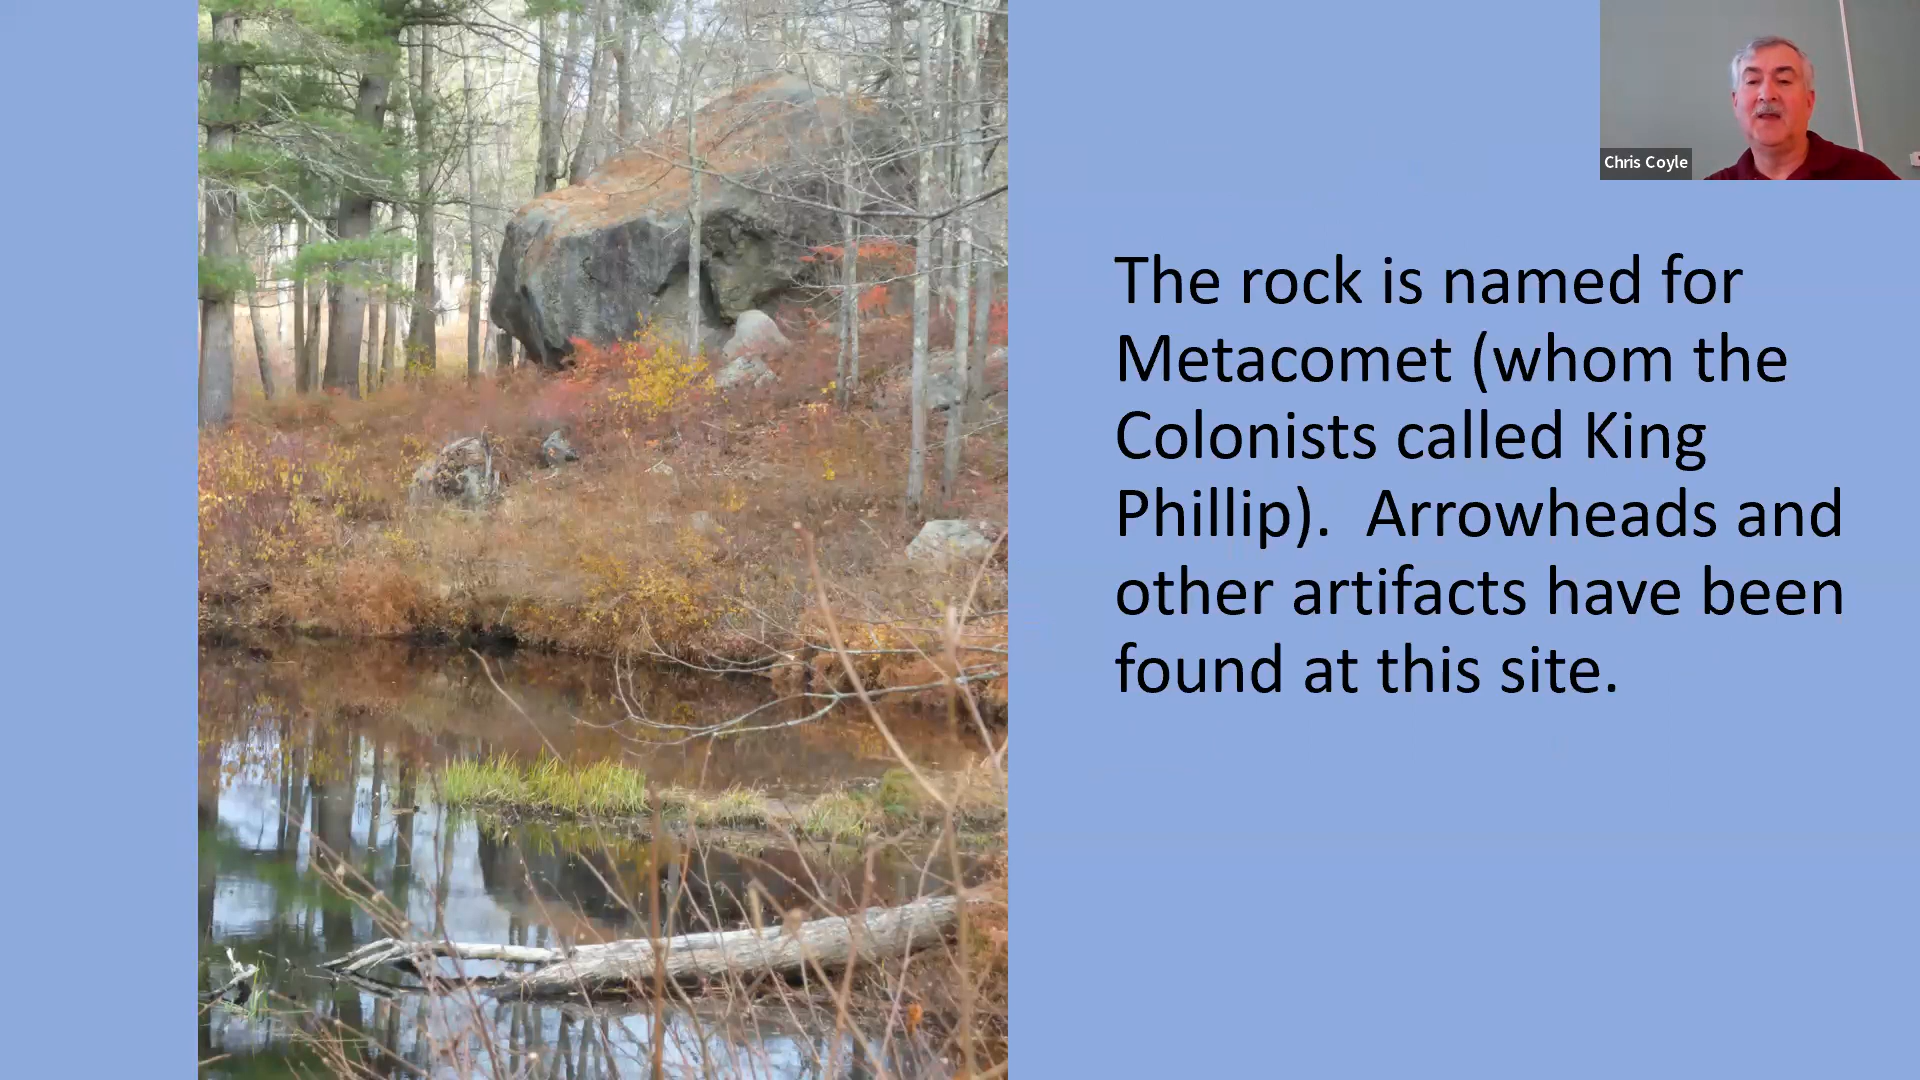 Chris Coyle
The rock is named for
Metacomet (whom the
Colonists called King
Phillip).  Arrowheads and
other artifacts have been
found at this site.